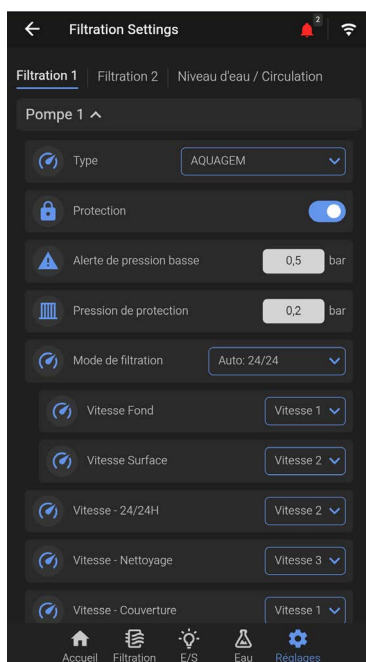 Filtration Settings 2
Filtration 1 Filtration 2 Niveau d'eau / Circulation
Pompe 1
Type AQUAGEM
Protection
Alerte de pression basse 0,5 bar
Pression de protection 0,2 bar
Mode de filtration Auto: 24/24
Vitesse Fond Vitesse 1
Vitesse Surface Vitesse 2
Vitesse - 24/24H Vitesse 2
Vitesse - Nettoyage Vitesse 3
Vitesse - Couverture Vitesse 1
Accueil Filtration E/S Eau Réglages